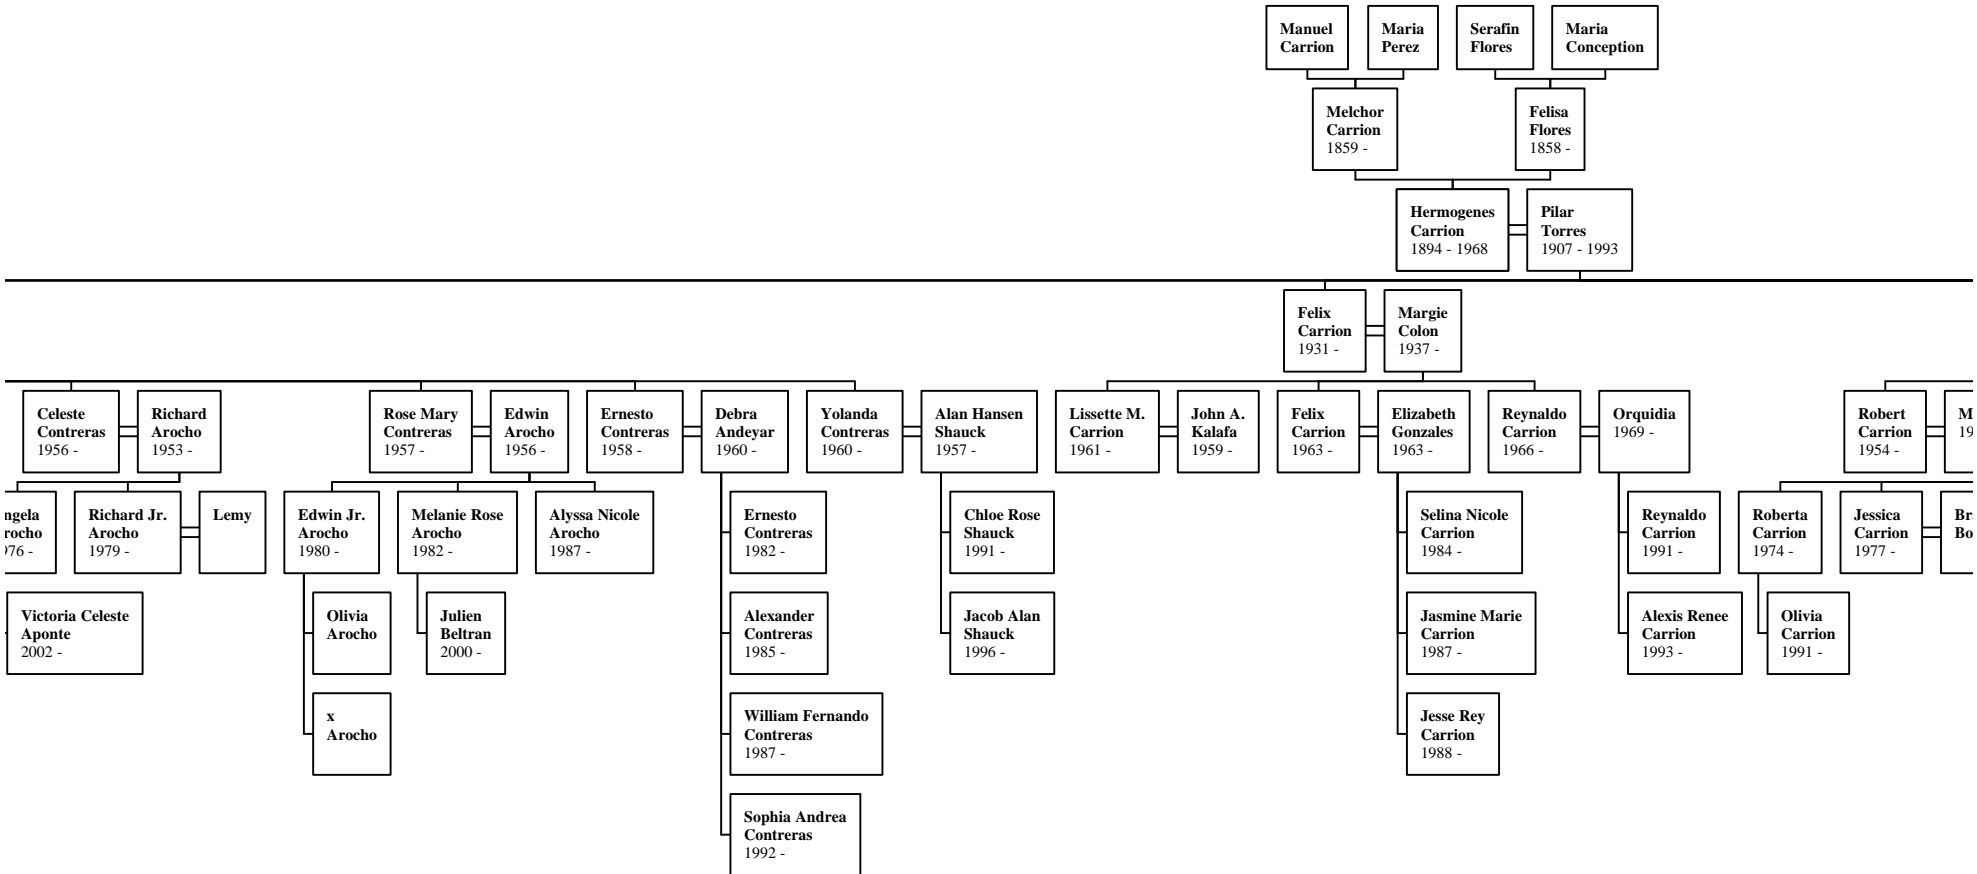 Manuel
Carrion
Maria
Perez
Serafin
Flores
Maria
Conception
Melchor
Carrion
1859 -
Felisa
Flores
1858 -
Hermogenes
Carrion
1894 - 1968
Pilar
Torres
1907 - 1993
Felix
Carrion
1931 -
Margie
Colon
1937 -
Celeste
Contreras
1956 -
Richard
Arocho
1953 -
Rose Mary
Contreras
1957 -
Edwin
Arocho
1956 -
Ernesto
Contreras
1958 -
Debra
Andeyar
1960 -
Yolanda
Contreras
1960 -
Alan Hansen
Shauck
1957 -
Lissette M.
Carrion
1961 -
John A.
Kalafa
1959 -
Felix
Carrion
1963 -
Elizabeth
Gonzales
1963 -
Reynaldo
Carrion
1966 -
Orquidia
1969 -
Robert
Carrion
1954 -
Richard Jr.
Arocho
1979 -
Lemy
Edwin Jr.
Arocho
1980 -
Melanie Rose
Arocho
1982 -
Alyssa Nicole
Arocho
1987 -
Ernesto
Contreras
1982 -
Chloe Rose
Shauck
1991 -
Selina Nicole
Carrion
1984 -
Reynaldo
Carrion
1991 -
Roberta
Carrion
1974 -
Jessica
Carrion
1977 -
Victoria Celeste
Aponte
2002 -
Olivia
Arocho
Julien
Beltran
2000 -
Alexander
Contreras
1985 -
Jacob Alan
Shauck
1996 -
Jasmine Marie
Carrion
1987 -
Alexis Renee
Carrion
1993 -
Olivia
Carrion
1991 -
x
Arocho
William Fernando
Contreras
1987 -
Jesse Rey
Carrion
1988 -
Sophia Andrea
Contreras
1992 -